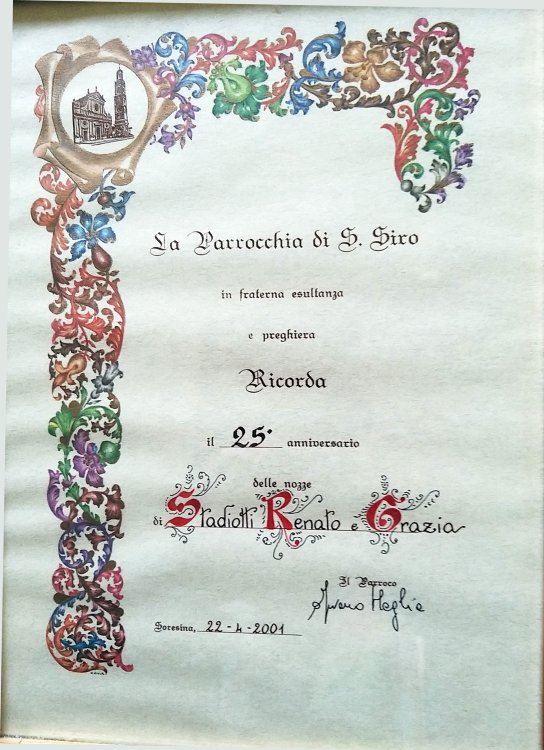 La Parrocchia di S. Siro
in fraterna esultanza
e preghiera
Ricorda
il 25° anniversario
delle nozze
di Stadiotti Renato e Grazia
Il Parroco
Soresina, 22-4-2001